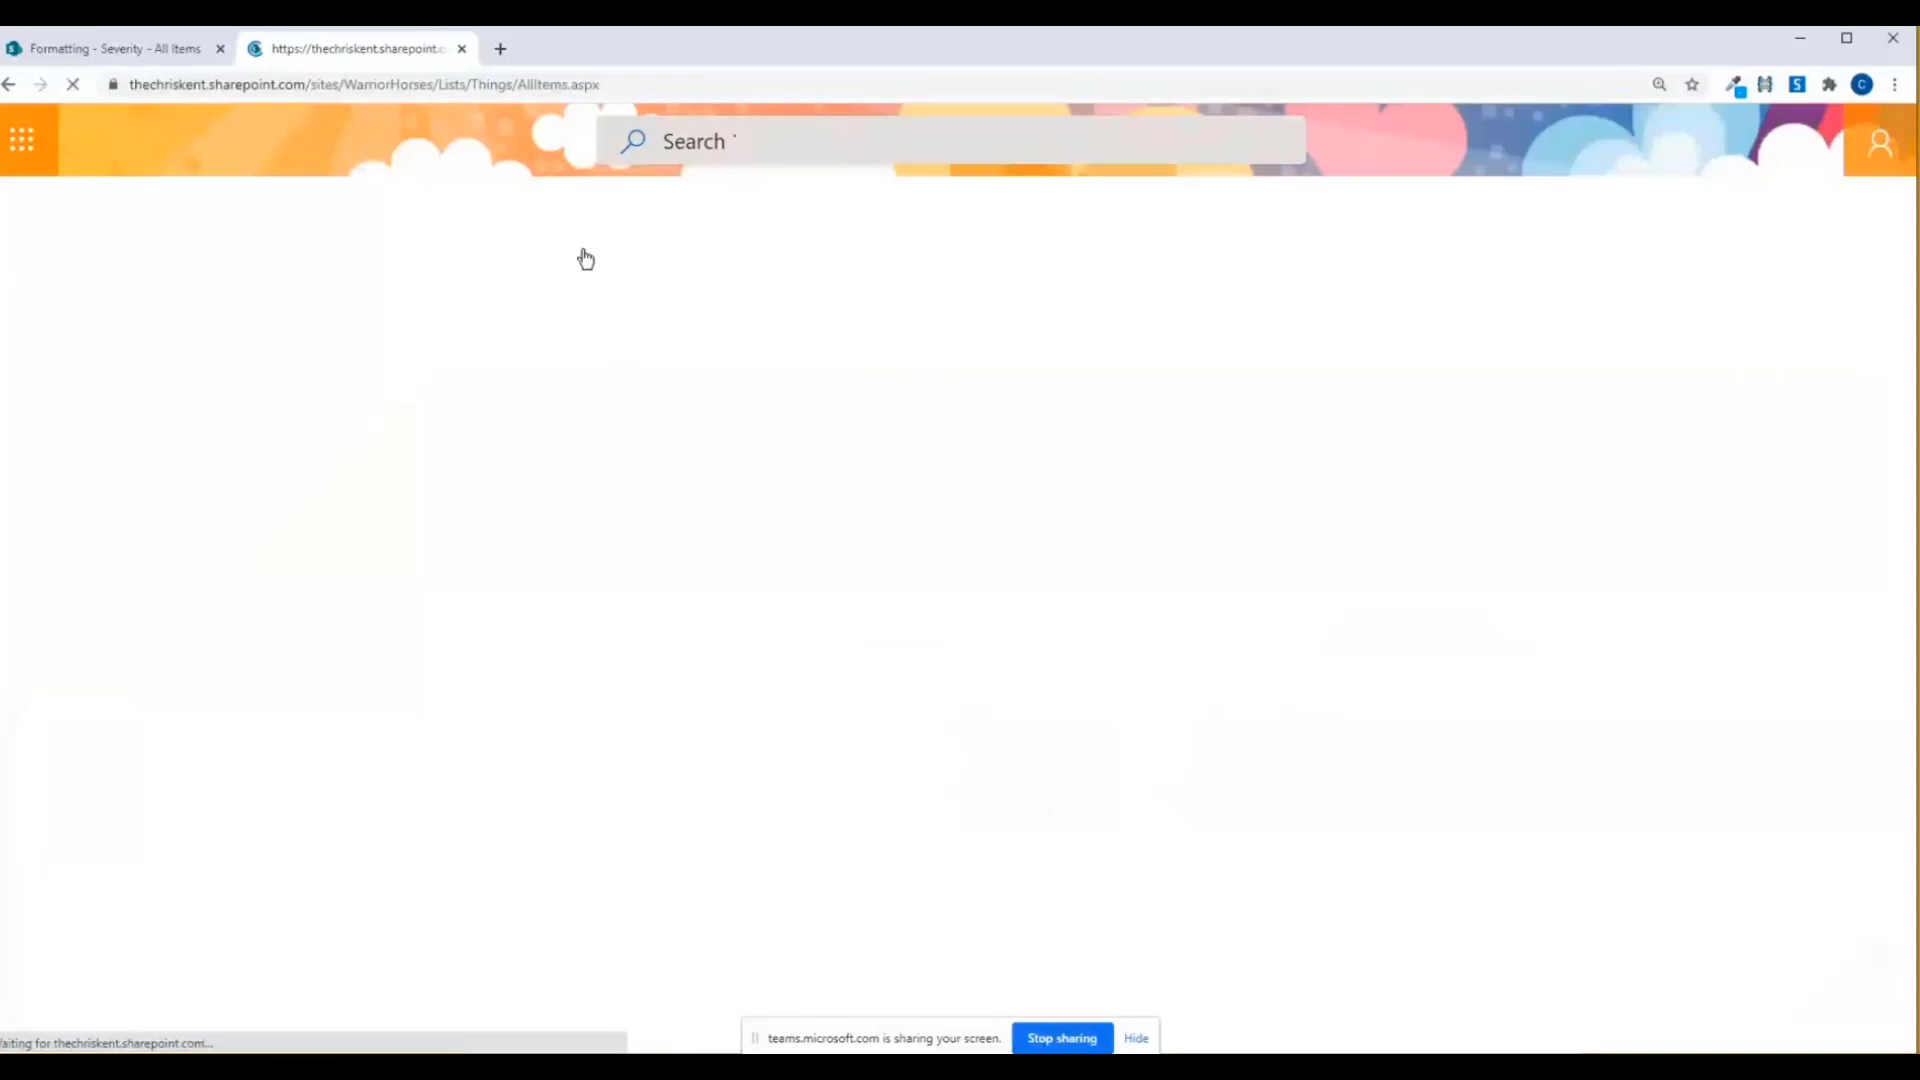 Formatting - Severity - All Items
https://thechriskent.sharepoint.c
thechriskent.sharepoint.com/sites/WarriorHorses/Lists/Things/AllItems.aspx
S
C
Search
aiting for thechriskent.sharepoint.com...
teams.microsoft.com is sharing your screen.
Stop sharing
Hide